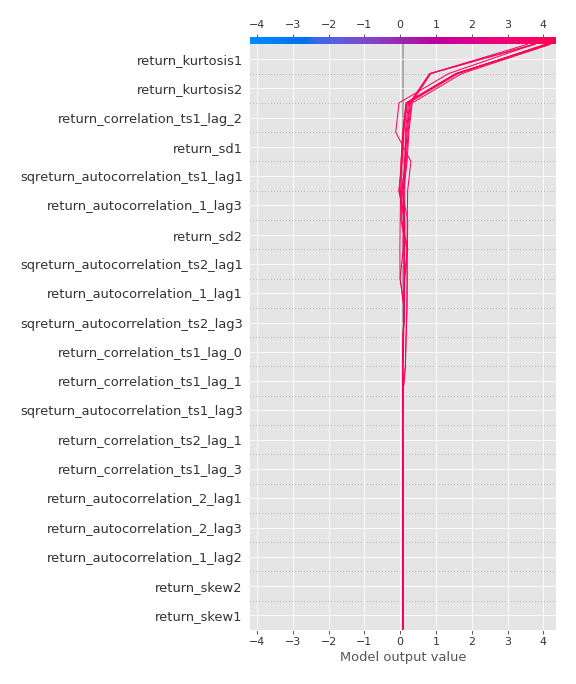 −4 −3 −2 −1 0 1 2 3 4
return_kurtosis1
return_kurtosis2
return_correlation_ts1_lag_2
return_sd1
sqreturn_autocorrelation_ts1_lag1
return_autocorrelation_1_lag3
return_sd2
sqreturn_autocorrelation_ts2_lag1
return_autocorrelation_1_lag1
sqreturn_autocorrelation_ts2_lag3
return_correlation_ts1_lag_0
return_correlation_ts1_lag_1
sqreturn_autocorrelation_ts1_lag3
return_correlation_ts2_lag_1
return_correlation_ts1_lag_3
return_autocorrelation_2_lag1
return_autocorrelation_2_lag3
return_autocorrelation_1_lag2
return_skew2
return_skew1
−4 −3 −2 −1 0 1 2 3 4
Model output value